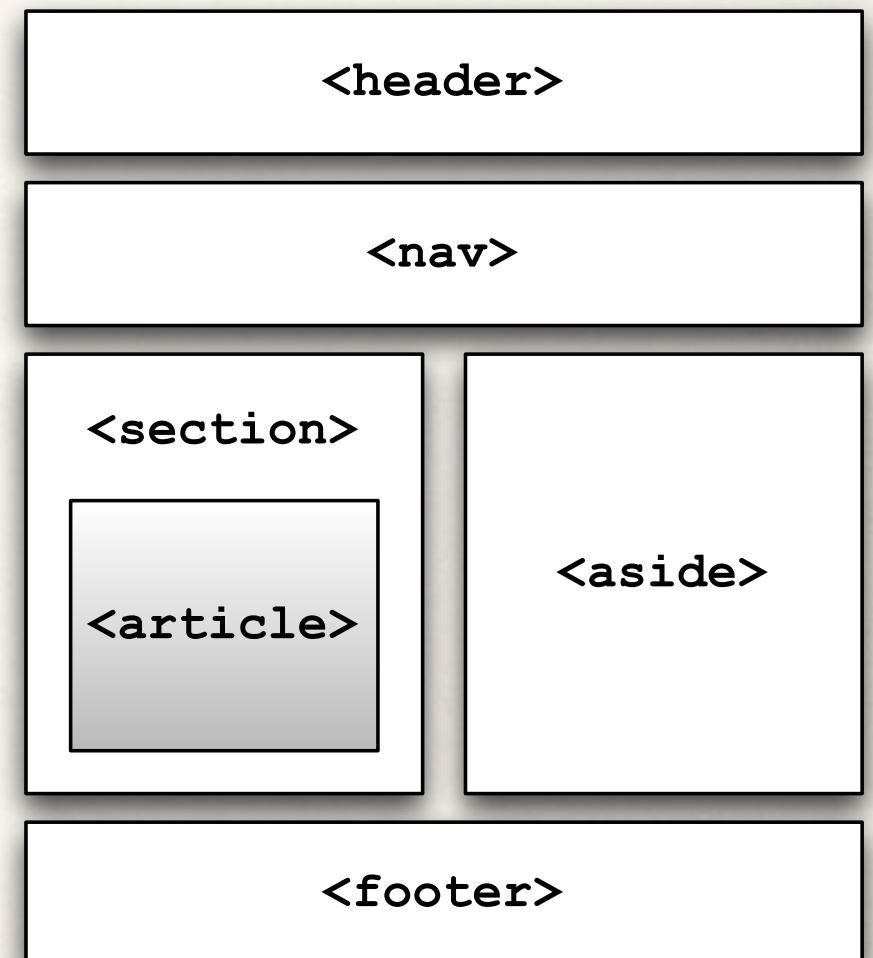 <header>
<nav>
<section>
<article>
<aside>
<footer>